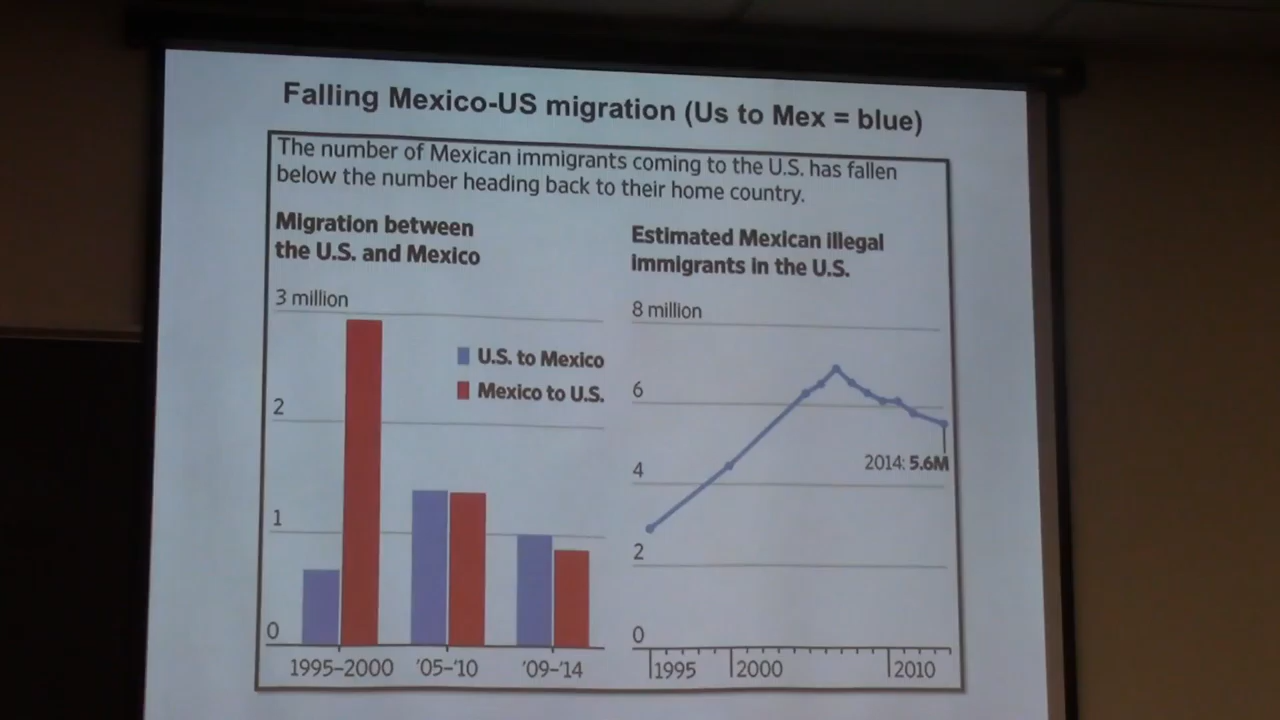 Falling Mexico-US migration (Us to Mex = blue)
The number of Mexican immigrants coming to the U.S. has fallen
below the number heading back to their home country.
Migration between
the U.S. and Mexico
3 million
2
1
0
U.S. to Mexico
Mexico to U.S.
1995–2000
'05–'10
'09–'14
Estimated Mexican illegal
immigrants in the U.S.
8 million
6
4
2
0
2014: 5.6M
1995
2000
2010